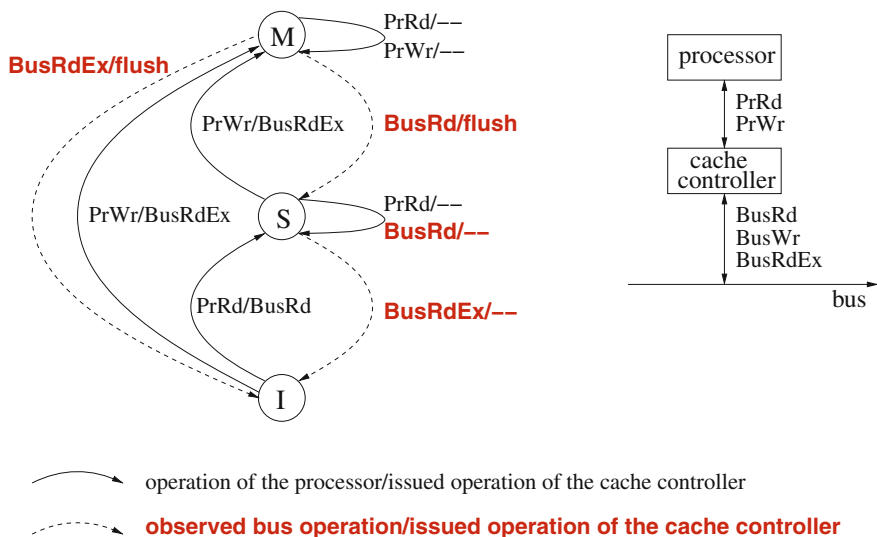 M
PrRd/−−
PrWr/−−
BusRdEx/flush
PrWr/BusRdEx
BusRd/flush
PrWr/BusRdEx
S
PrRd/−−
BusRd/−−
PrRd/BusRd
BusRdEx/−−
I
processor
PrRd
PrWr
cache
controller
BusRd
BusWr
BusRdEx
bus
operation of the processor/issued operation of the cache controller
observed bus operation/issued operation of the cache controller